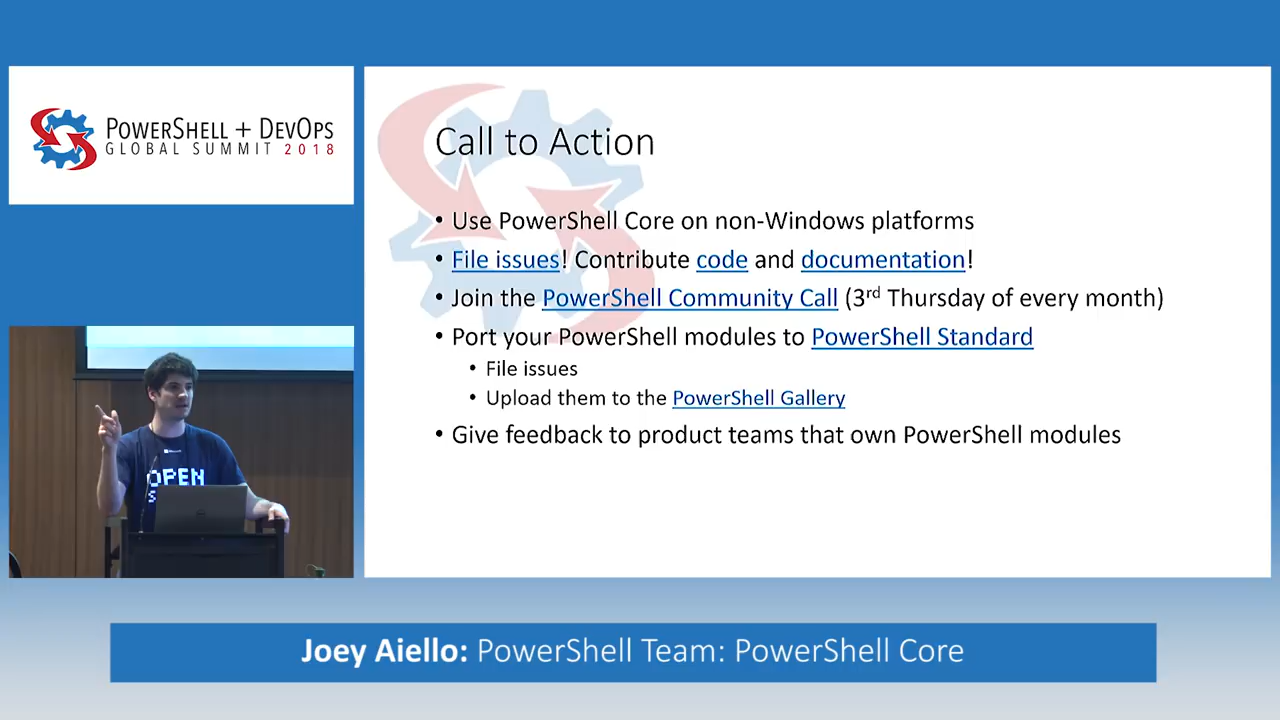 POWERSHELL + DEVOPS
GLOBAL SUMMIT 2018
Call to Action
• Use PowerShell Core on non-Windows platforms
• File issues! Contribute code and documentation!
• Join the PowerShell Community Call (3rd Thursday of every month)
• Port your PowerShell modules to PowerShell Standard
• File issues
• Upload them to the PowerShell Gallery
• Give feedback to product teams that own PowerShell modules
Microsoft
OPEN
Joey Aiello: PowerShell Team: PowerShell Core